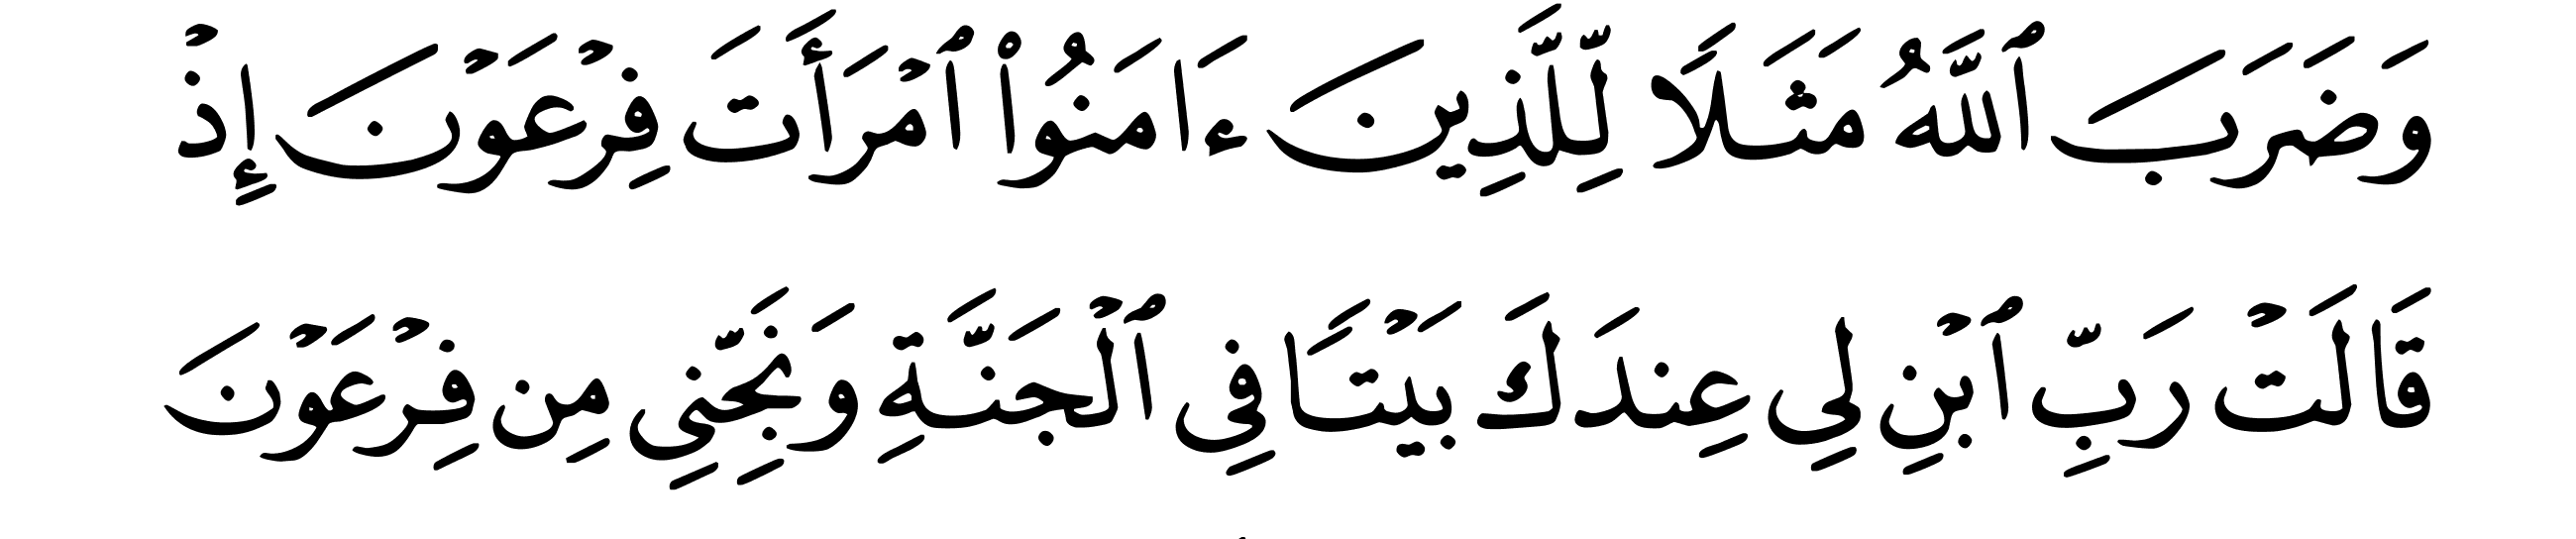 وَضَرَبَ ٱللَّهُ مَثَلًا لِّلَّذِينَ ءَامَنُوا۟ ٱمْرَأَتَ فِرْعَوْنَ إِذْ
قَالَتْ رَبِّ ٱبْنِ لِي عِندَكَ بَيْتًا فِي ٱلْجَنَّةِ وَنَجِّنِي مِن فِرْعَوْنَ